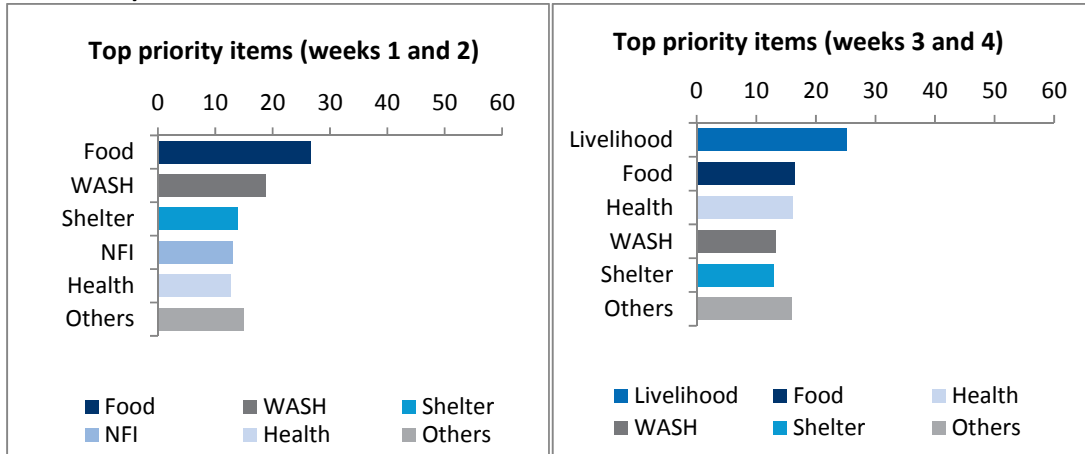 Top priority items (weeks 1 and 2)
0 10 20 30 40 50 60
Food
WASH
Shelter
NFI
Health
Others
Food WASH Shelter
NFI Health Others
Top priority items (weeks 3 and 4)
0 10 20 30 40 50 60
Livelihood
Food
Health
WASH
Shelter
Others
Livelihood Food Health
WASH Shelter Others